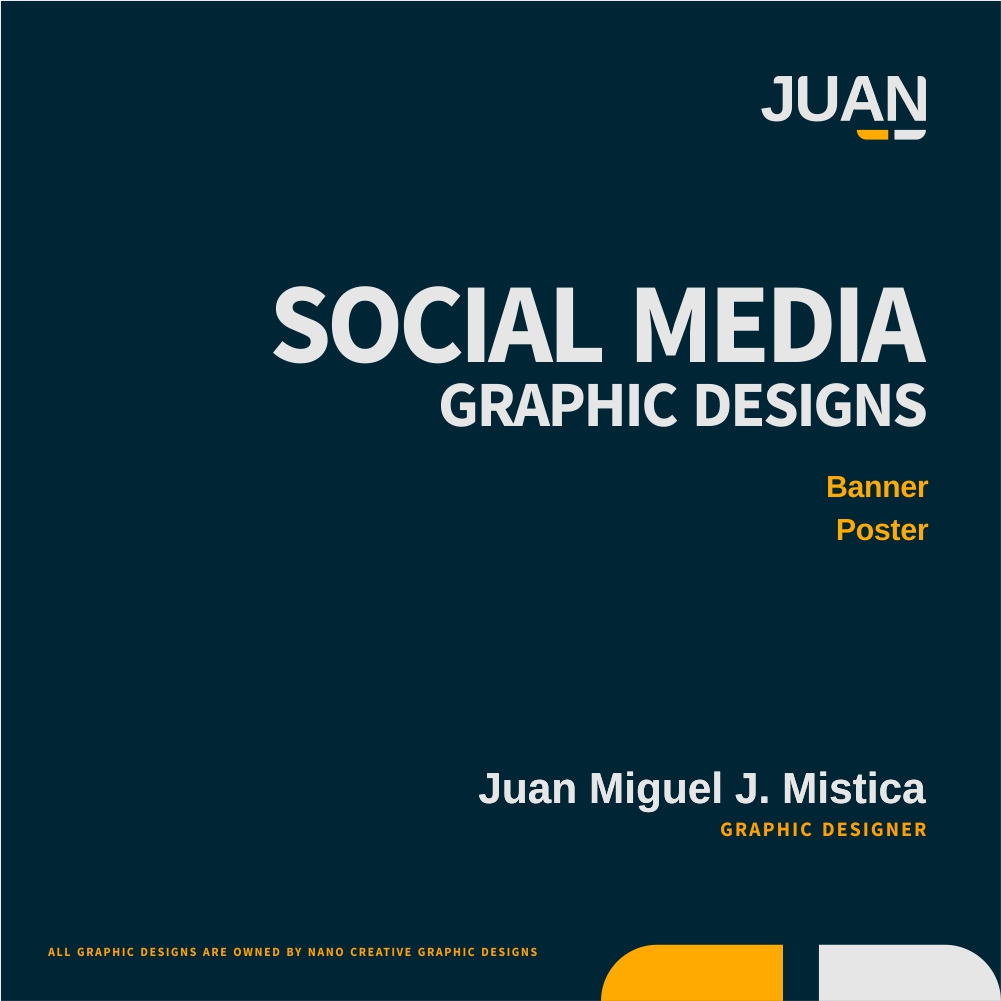 JUAN
SOCIAL MEDIA
GRAPHIC DESIGNS
Banner
Poster
Juan Miguel J. Mistica
GRAPHIC DESIGNER
ALL GRAPHIC DESIGNS ARE OWNED BY NANO CREATIVE GRAPHIC DESIGNS